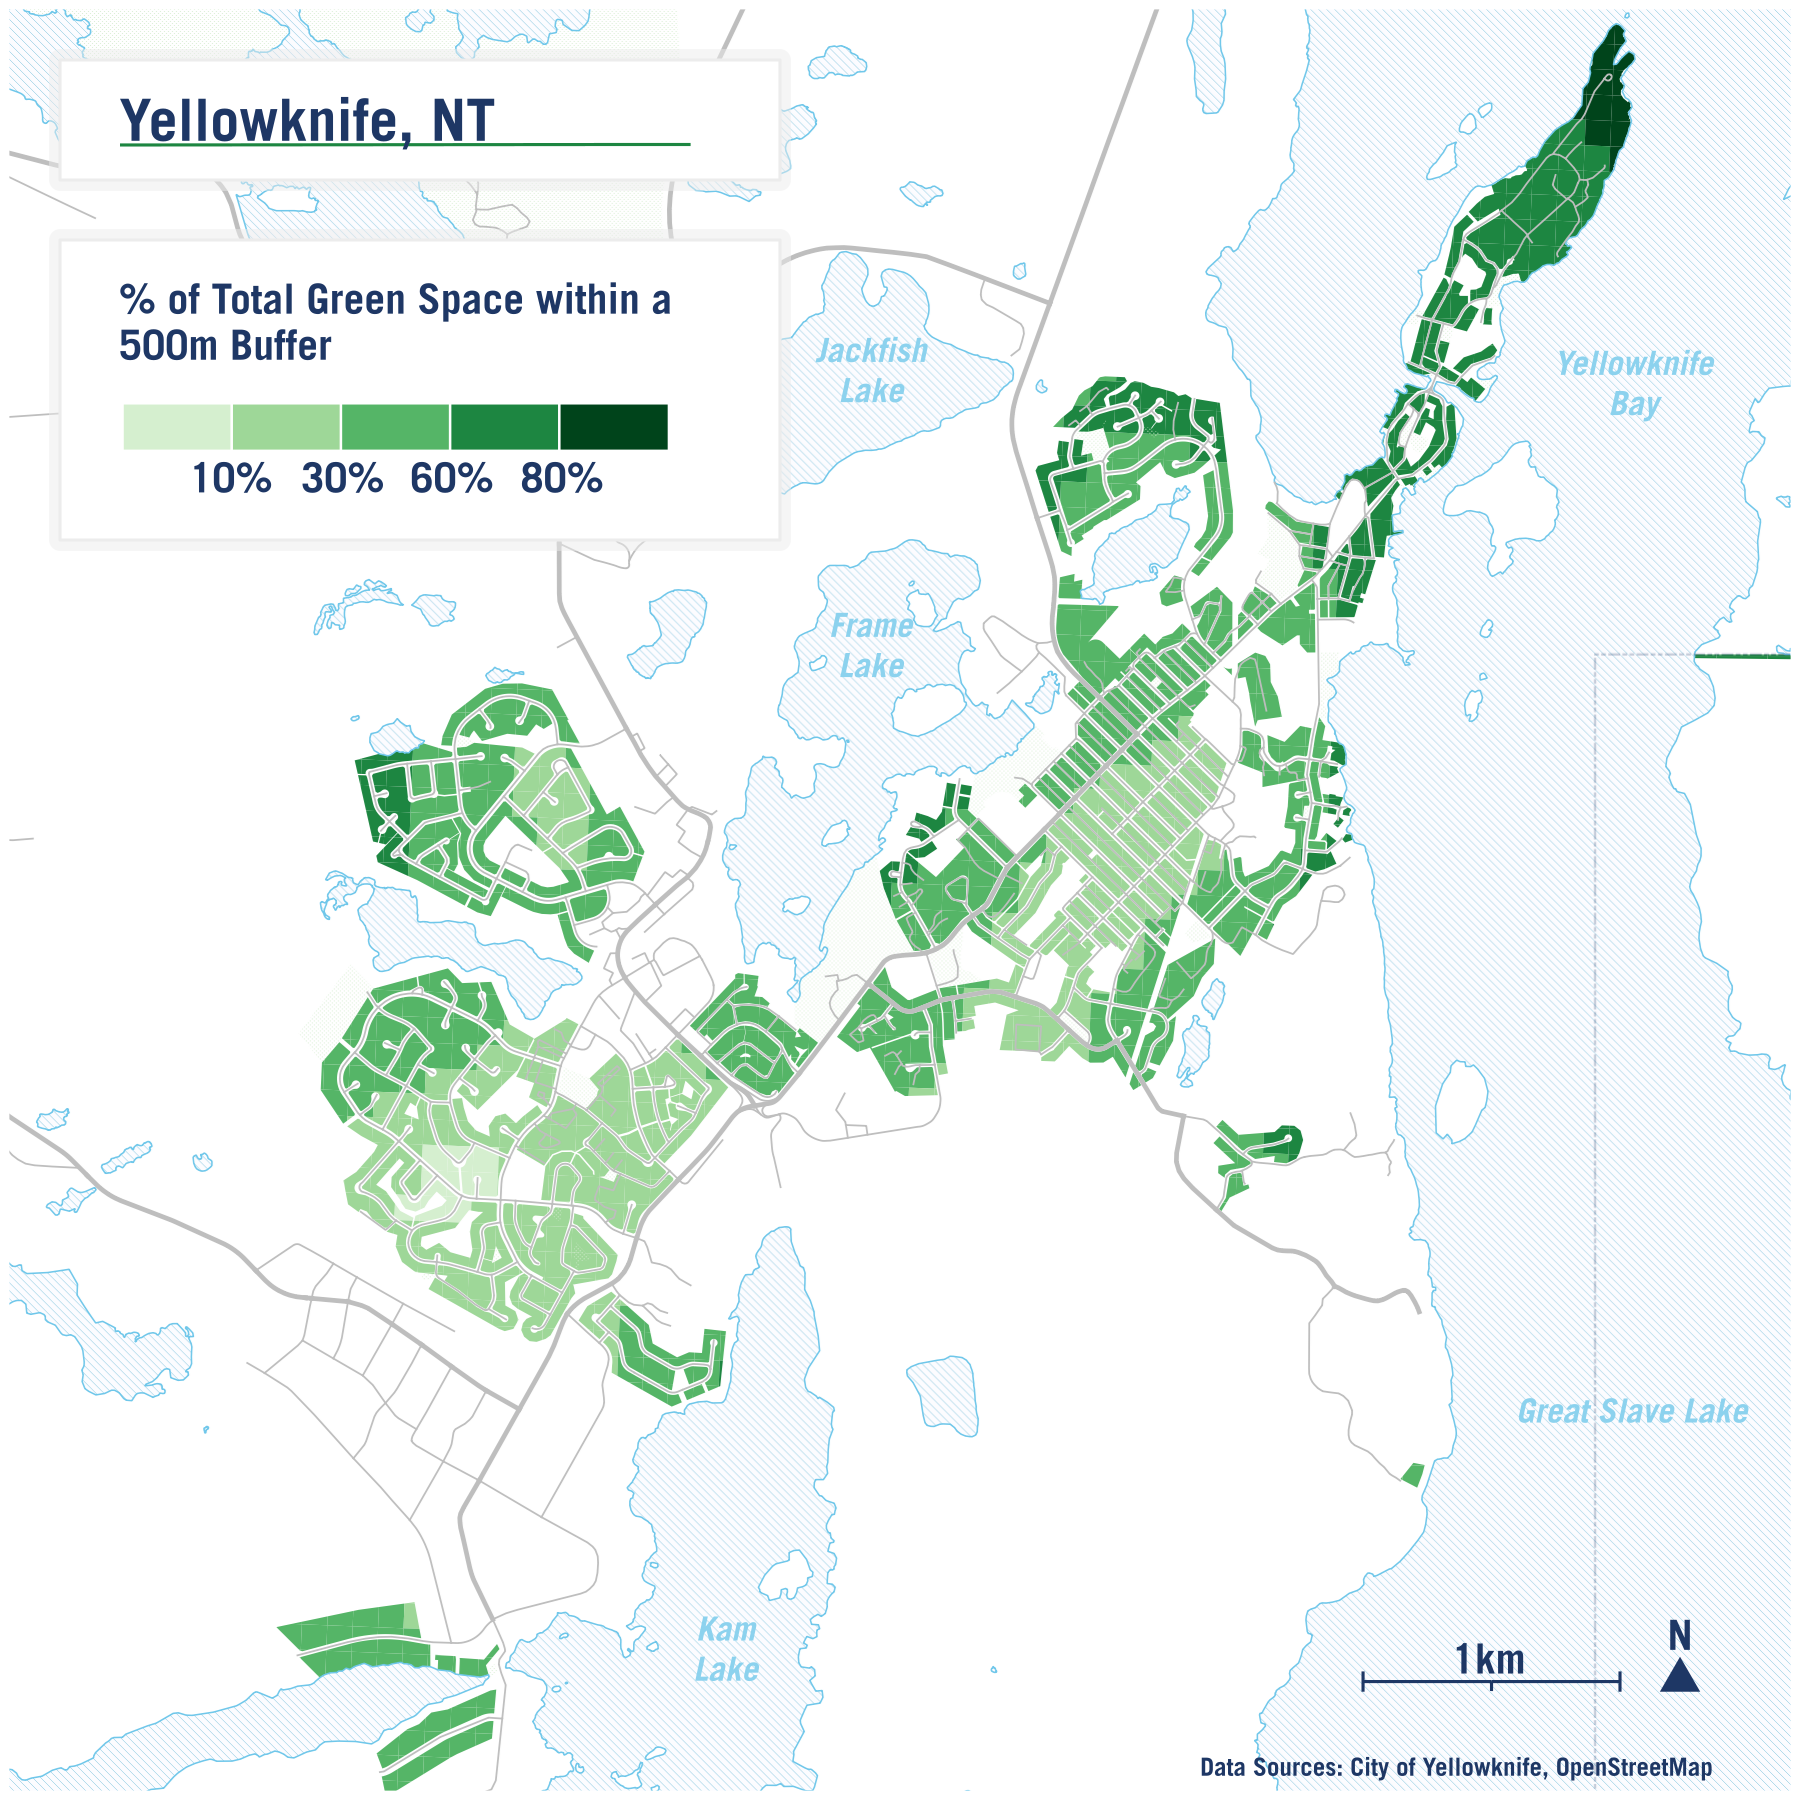 Yellowknife, NT
% of Total Green Space within a
500m Buffer
10% 30% 60% 80%
Jackfish
Lake
Yellowknife
Bay
Frame
Lake
Great Slave Lake
Kam
Lake
1km
N
Data Sources: City of Yellowknife, OpenStreetMap